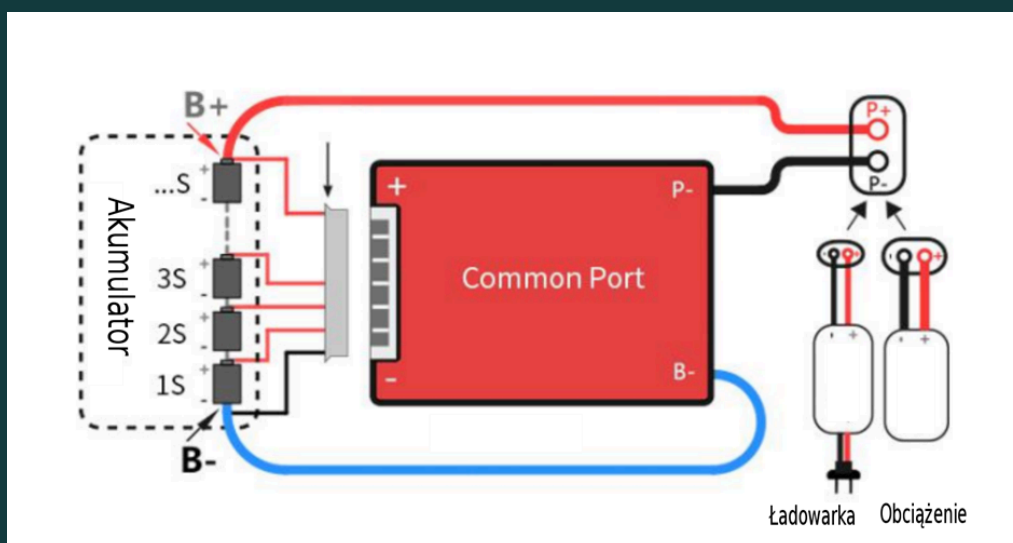 B+
P+
P-
+
...S
-
+
P-
Akumulator
+
3S
-
Common Port
- +
- +
+
2S
-
- +
- +
+
1S
-
-
B-
B-
Ładowarka
Obciążenie